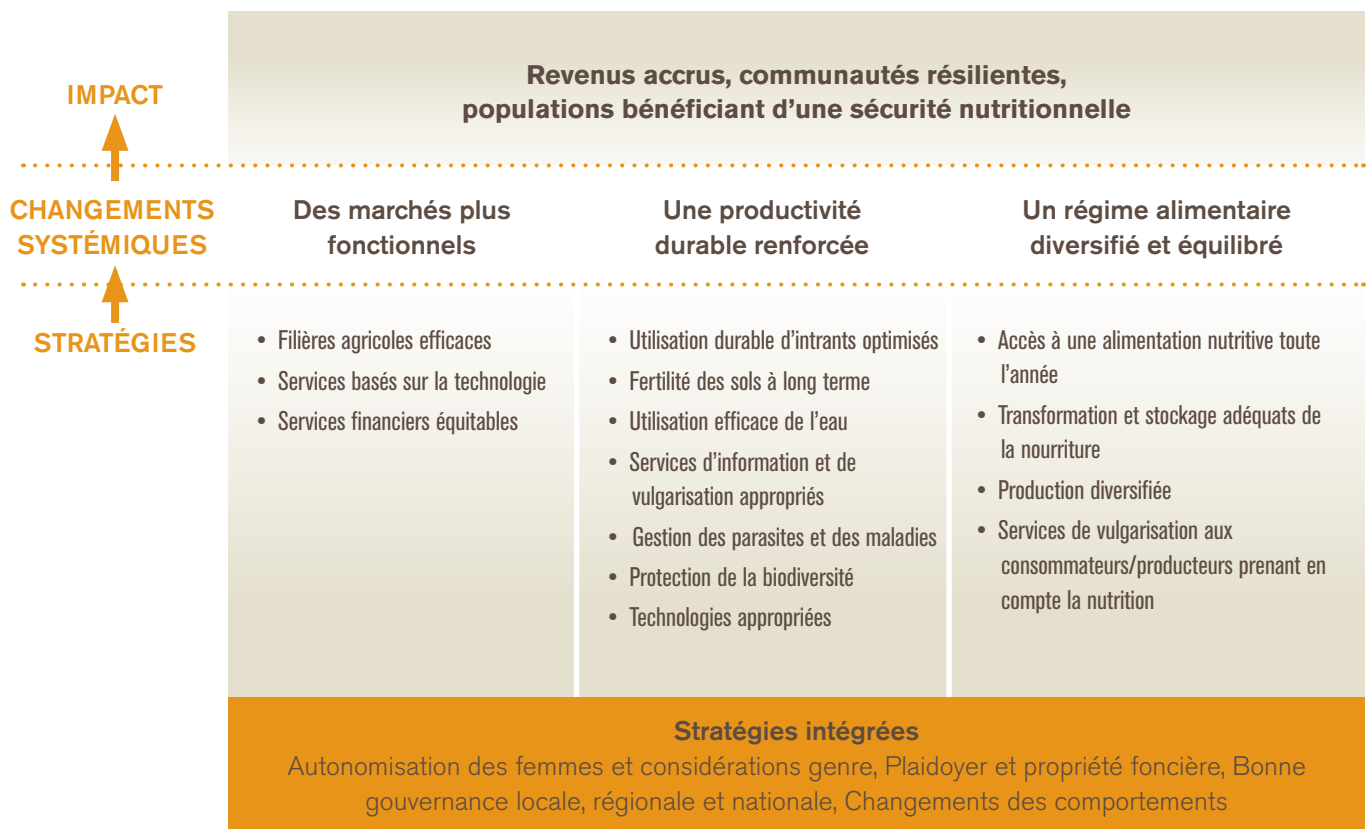 IMPACT
Revenus accrus, communautés résilientes,
populations bénéficiant d'une sécurité nutritionnelle
CHANGEMENTS
SYSTÉMIQUES
Des marchés plus
fonctionnels
Une productivité
durable renforcée
Un régime alimentaire
diversifié et équilibré
STRATÉGIES
• Filières agricoles efficaces
• Services basés sur la technologie
• Services financiers équitables
• Utilisation durable d'intrants optimisés
• Fertilité des sols à long terme
• Utilisation efficace de l'eau
• Services d'information et de
vulgarisation appropriés
• Gestion des parasites et des maladies
• Protection de la biodiversité
• Technologies appropriées
• Accès à une alimentation nutritive toute
l'année
• Transformation et stockage adéquats de
la nourriture
• Production diversifiée
• Services de vulgarisation aux
consommateurs/producteurs prenant en
compte la nutrition
Stratégies intégrées
Autonomisation des femmes et considérations genre, Plaidoyer et propriété foncière, Bonne
gouvernance locale, régionale et nationale, Changements des comportements